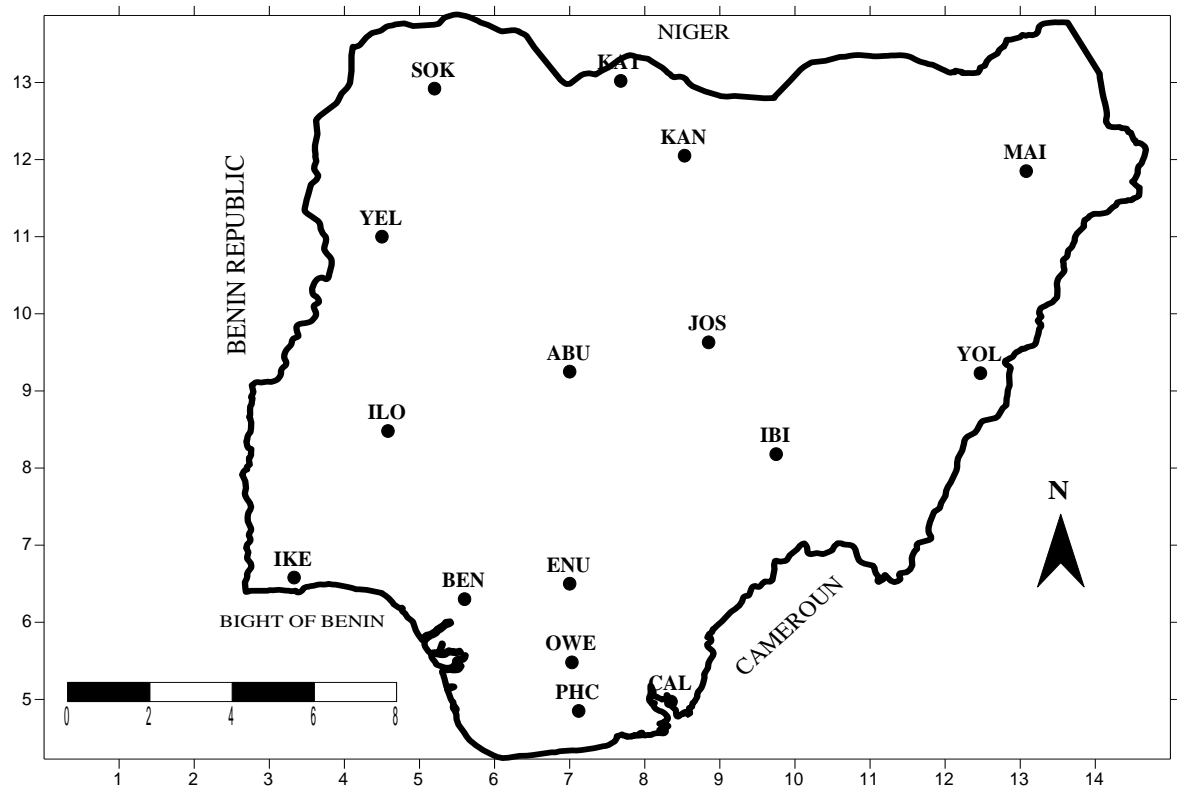 NIGER
KAT
SOK
13
KAN
12
MAI
BENIN REPUBLIC
YEL
11
10
JOS
ABU
YOL
9
ILO
IBI
8
N
7
IKE
ENU
BEN
BIGHT OF BENIN
6
CAMEROUN
OWE
CAL
PHC
5
0 2 4 6 8
1 2 3 4 5 6 7 8 9 10 11 12 13 14